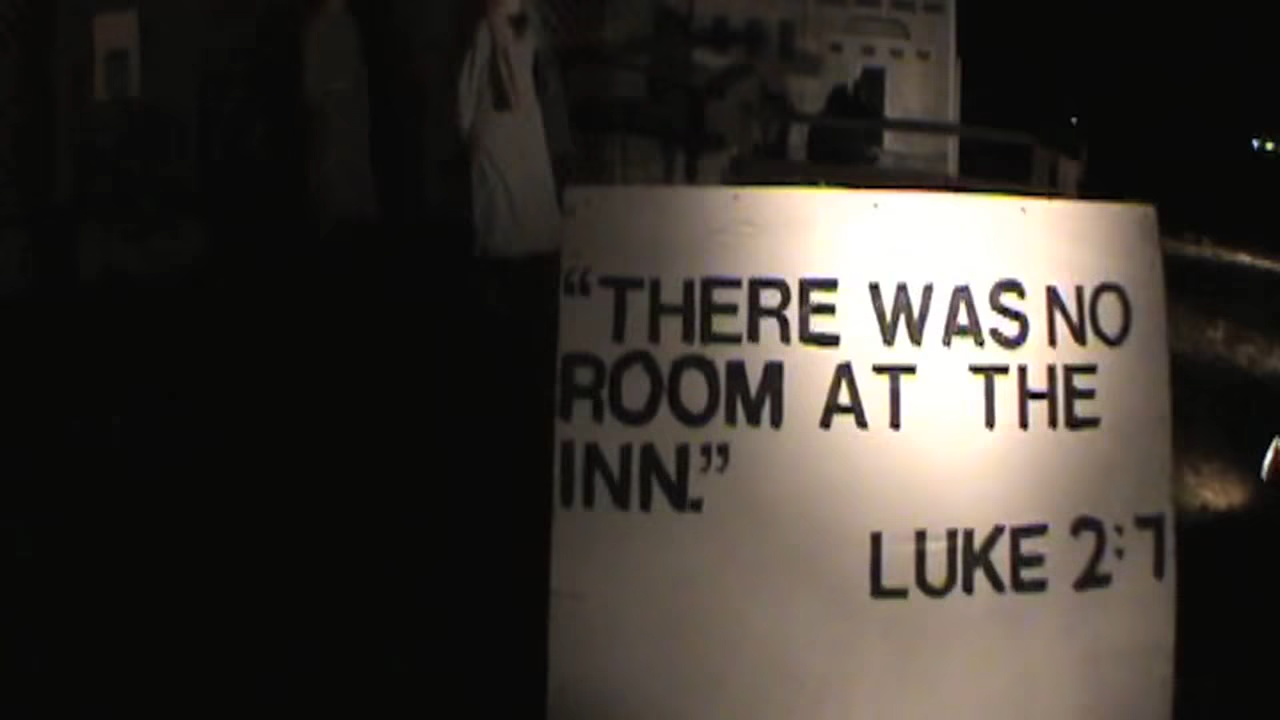 “THERE WAS NO
ROOM AT THE
INN.”
LUKE 2:7